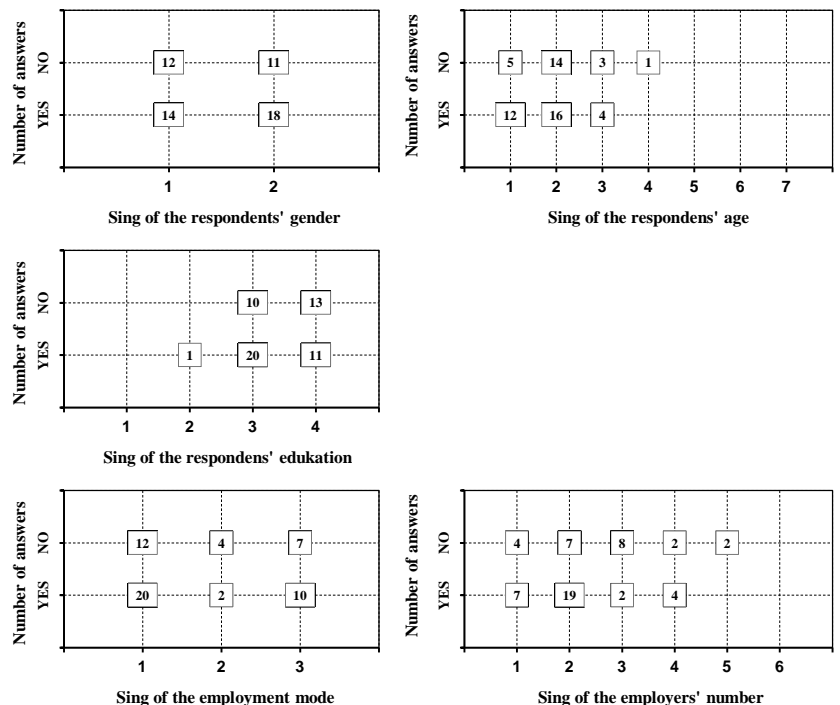 Number of answers
NO
12
11
YES
14
18
1 2
Sing of the respondents' gender
Number of answers
NO
5
14
3
1
YES
12
16
4
1 2 3 4 5 6 7
Sing of the respondens' age
Number of answers
NO
10
13
YES
1
20
11
1 2 3 4
Sing of the respondens' edukation
Number of answers
NO
12
4
7
YES
20
2
10
1 2 3
Sing of the employment mode
Number of answers
NO
4
7
8
2
2
YES
7
19
2
4
1 2 3 4 5 6
Sing of the employers' number